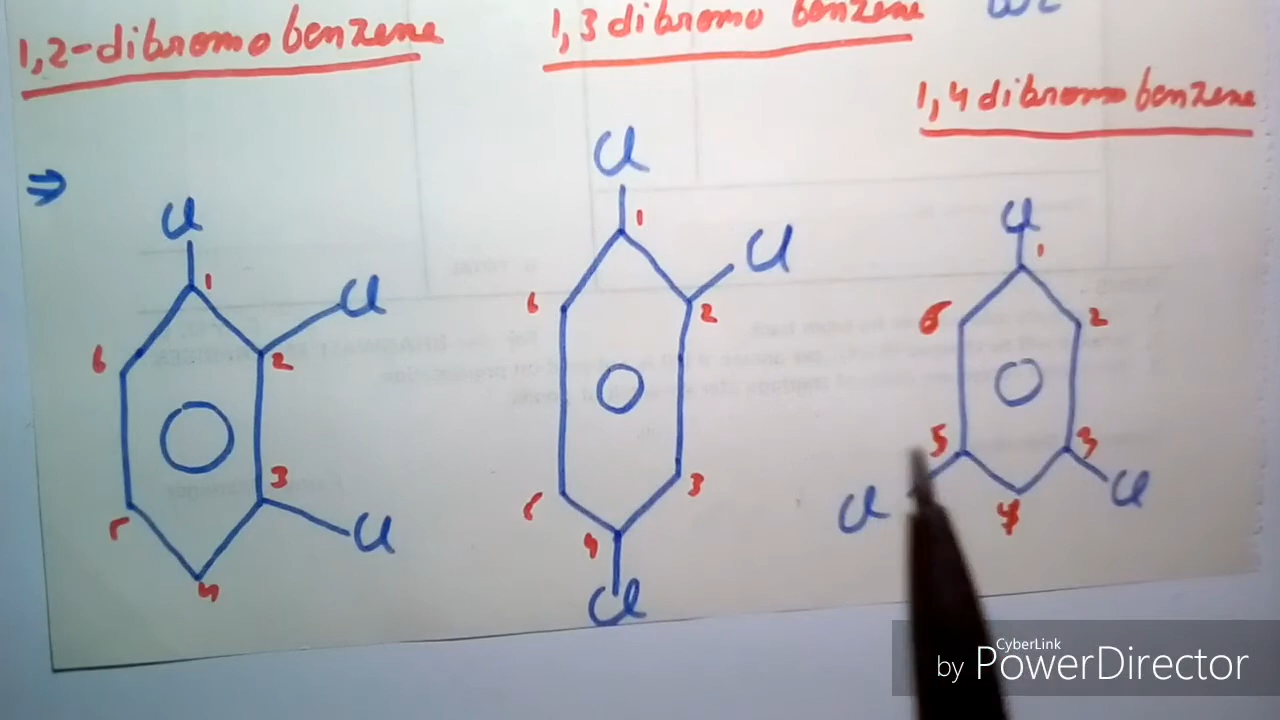 1,2-dibromo benzene
1,3 dibromo benzene
1,4 dibromo benzene
⇒
Cl
1
Cl
2
3
Cl
4
5
6
Cl
1
Cl
2
3
4
Cl
5
6
Cl
1
2
3
Cl
4
5
Cl
6
CyberLink
by PowerDirector